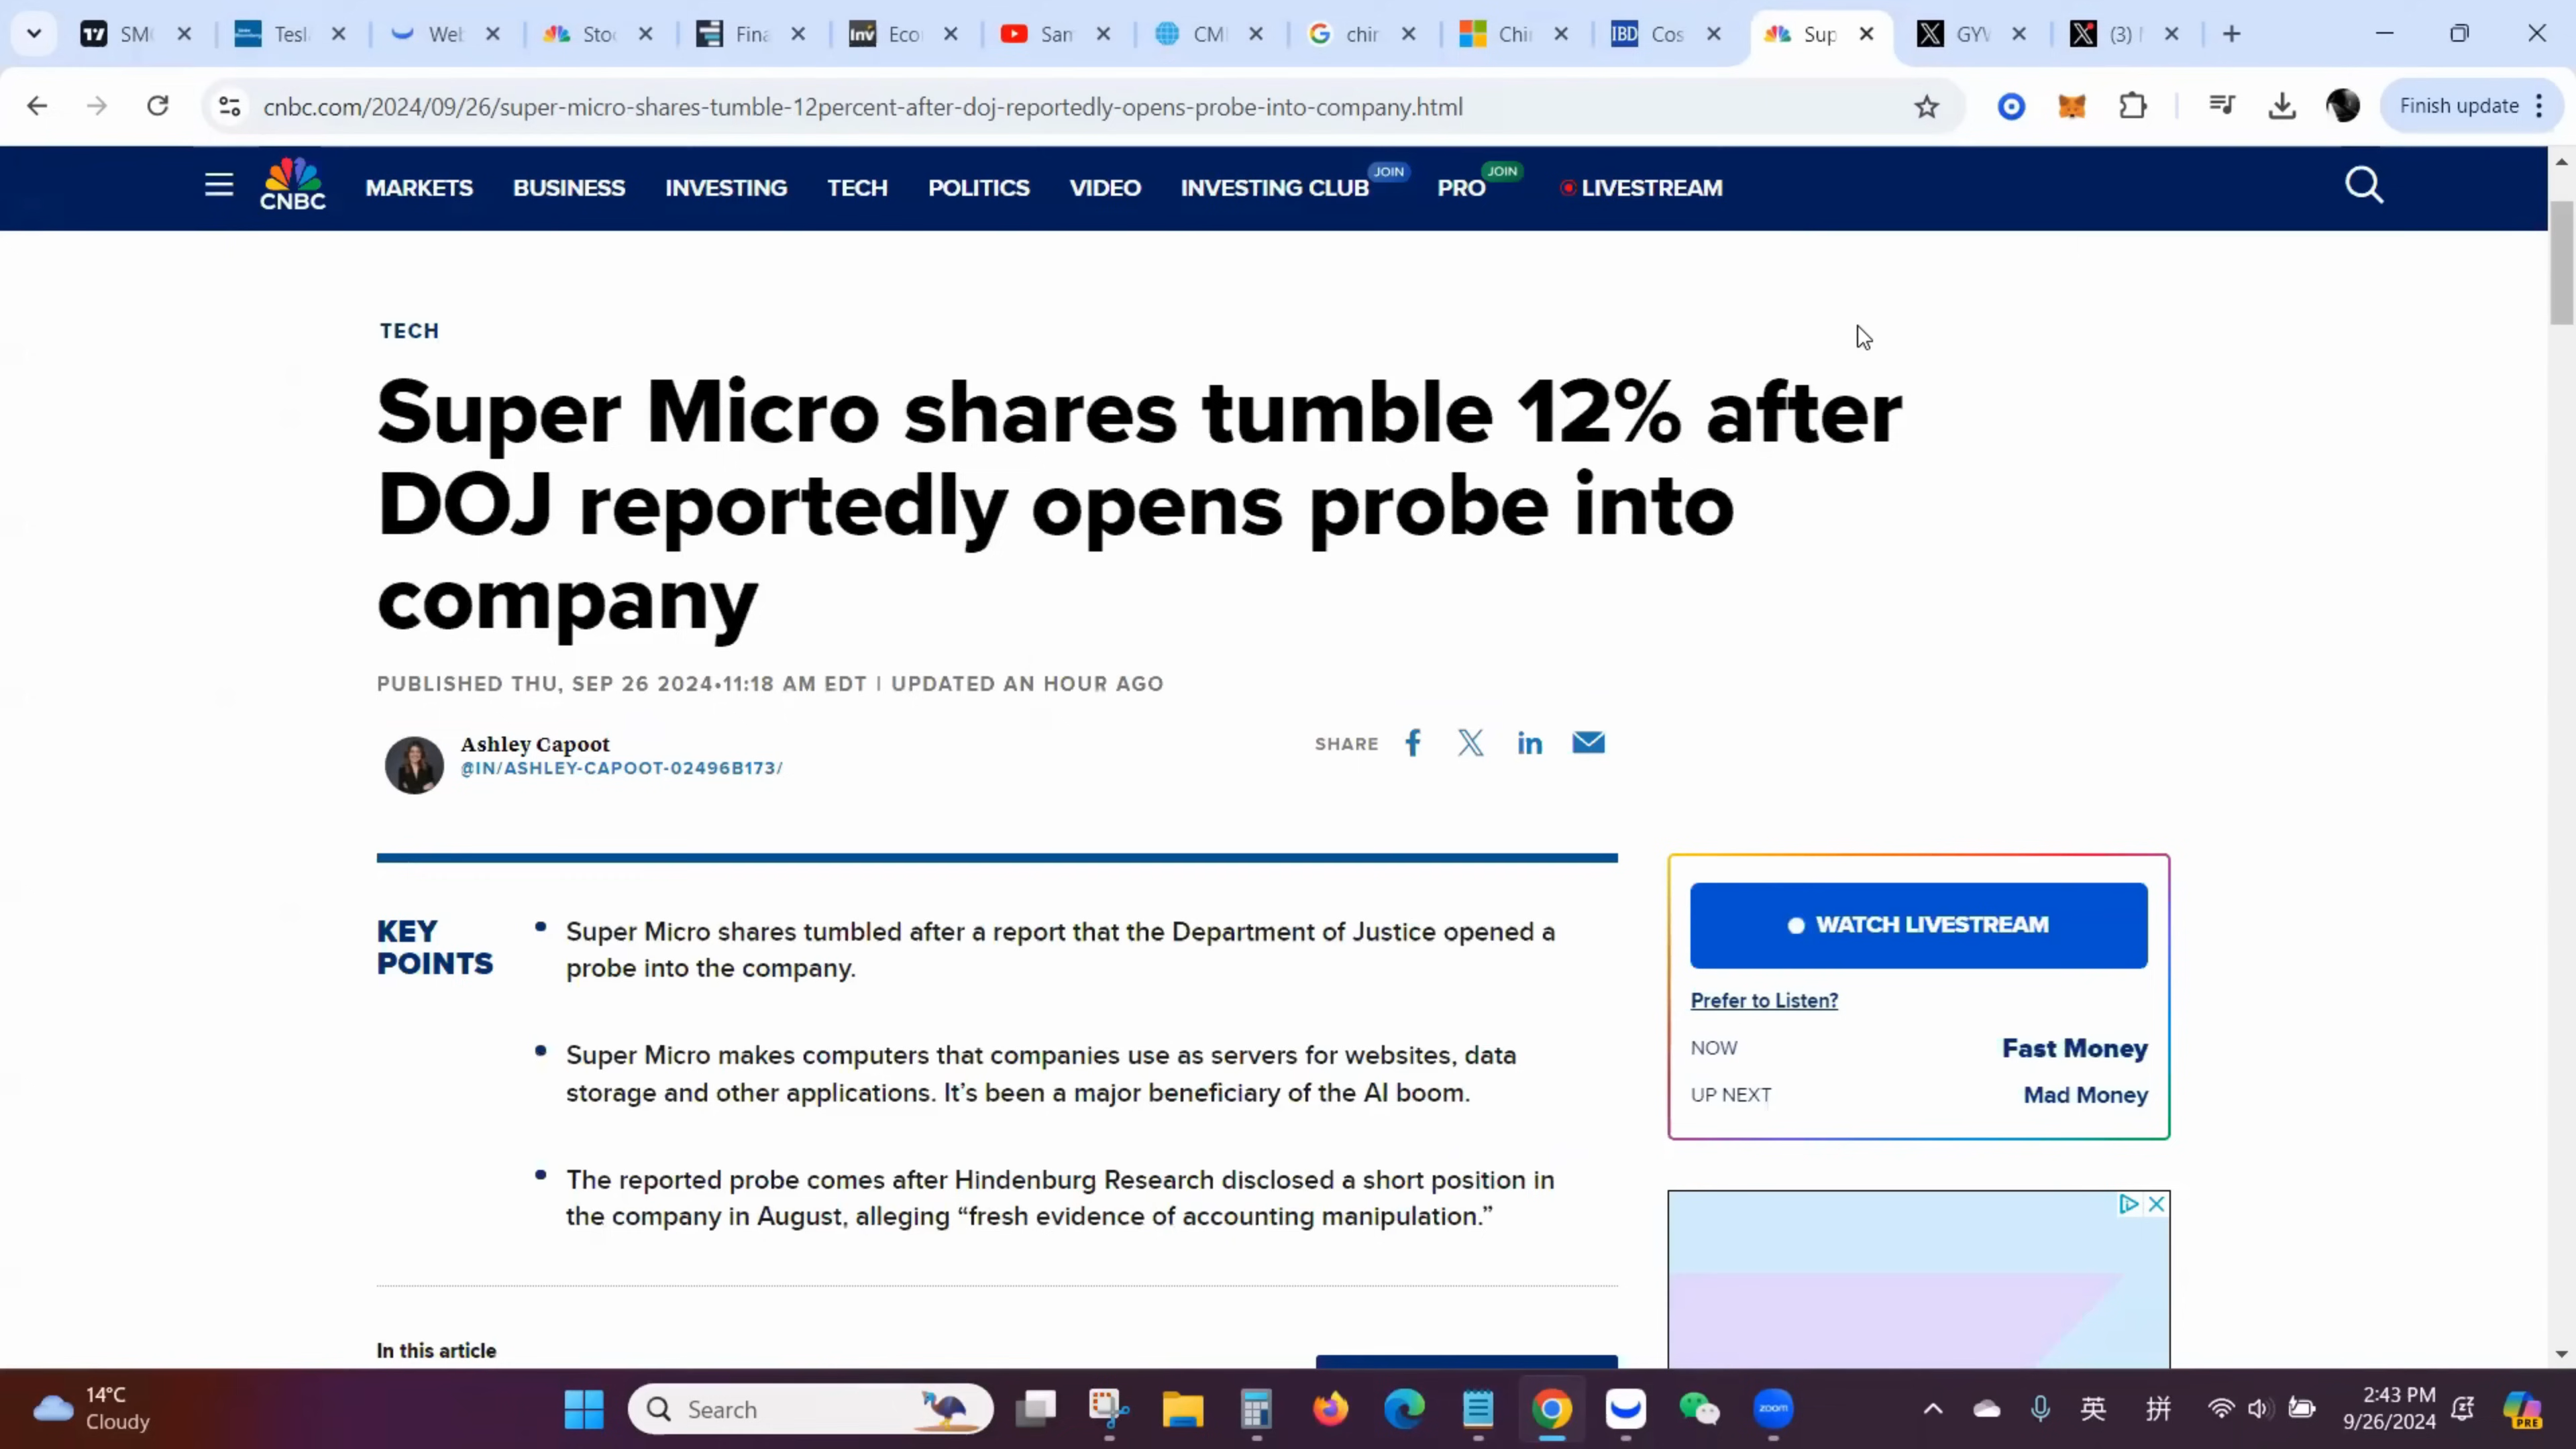 SM
Tesl
Wel
Sto
Fina
Inv
Eco
San
CM
chir
Chi
IBD
Cos
Sup
GY
(3)
cnbc.com/2024/09/26/super-micro-shares-tumble-12percent-after-doj-reportedly-opens-probe-into-company.html
Finish update
CNBC
MARKETS
BUSINESS
INVESTING
TECH
POLITICS
VIDEO
INVESTING CLUB
JOIN
PRO
JOIN
LIVESTREAM
TECH
Super Micro shares tumble 12% after
DOJ reportedly opens probe into
company
PUBLISHED THU, SEP 26 2024•11:18 AM EDT | UPDATED AN HOUR AGO
Ashley Capoot
@IN/ASHLEY-CAPOOT-02496B173/
SHARE
KEY
POINTS
Super Micro shares tumbled after a report that the Department of Justice opened a
probe into the company.
Super Micro makes computers that companies use as servers for websites, data
storage and other applications. It’s been a major beneficiary of the AI boom.
The reported probe comes after Hindenburg Research disclosed a short position in
the company in August, alleging “fresh evidence of accounting manipulation.”
In this article
WATCH LIVESTREAM
Prefer to Listen?
NOW
Fast Money
UP NEXT
Mad Money
14°C
Cloudy
Search
zoom
英
拼
2:43 PM
9/26/2024
PRE